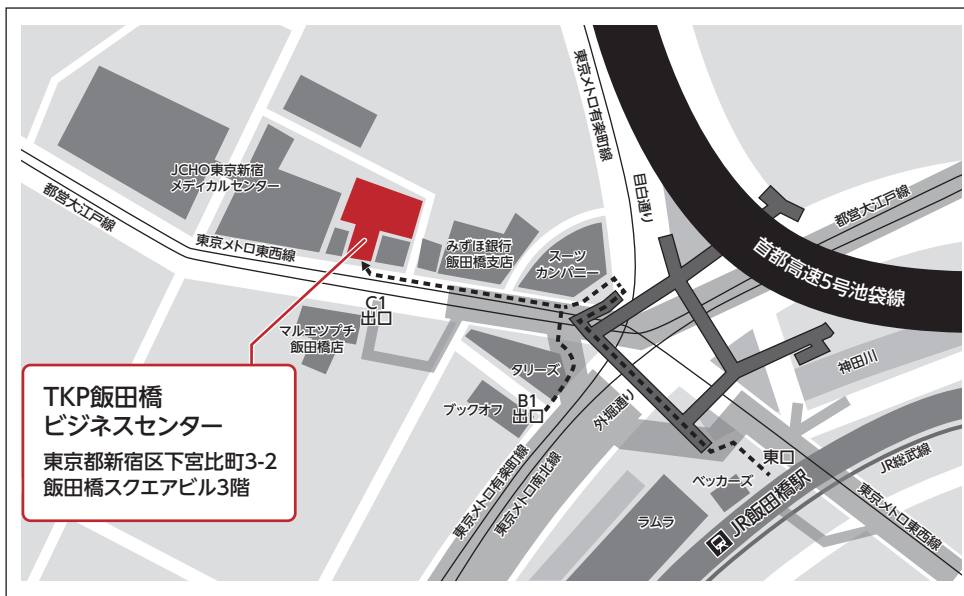 東京メトロ有楽町線
目白通り
都営大江戸線
首都高速5号池袋線
JCHO東京新宿
メディカルセンター
都営大江戸線
東京メトロ東西線
みずほ銀行
飯田橋支店
スーツ
カンパニー
C1
出口
マルエツプチ
飯田橋店
タリーズ
ブックオフ
B1
出口
外堀通り
神田川
TKP飯田橋
ビジネスセンター
東京都新宿区下宮比町3-2
飯田橋スクエアビル3階
東京メトロ有楽町線
東京メトロ南北線
東口
ベッカーズ
ラムラ
JR飯田橋駅
JR総武線
東京メトロ東西線